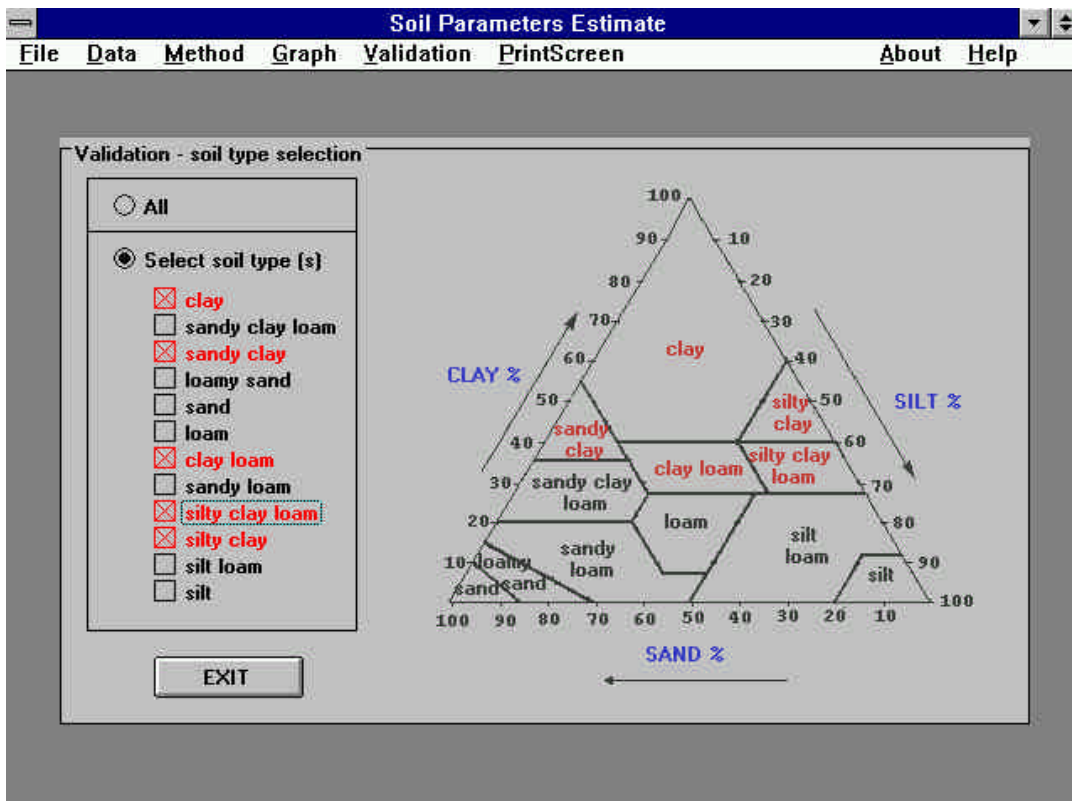 Soil Parameters Estimate
File Data Method Graph Validation PrintScreen About Help
Validation - soil type selection
All
Select soil type (s)
clay
sandy clay loam
sandy clay
loamy sand
sand
loam
clay loam
sandy loam
silty clay loam
silty clay
silt loam
silt
EXIT
100
90 10
80 20
70 30
clay
60 40
CLAY %
50 silty 50 SILT %
clay
sandy
40 clay 60
clay loam silty clay
loam
30 sandy clay 70
loam
20 loam 80
sandy silt
loam loam
10 loamy 90
sand sand silt
100
100 90 80 70 60 50 40 30 20 10
SAND %